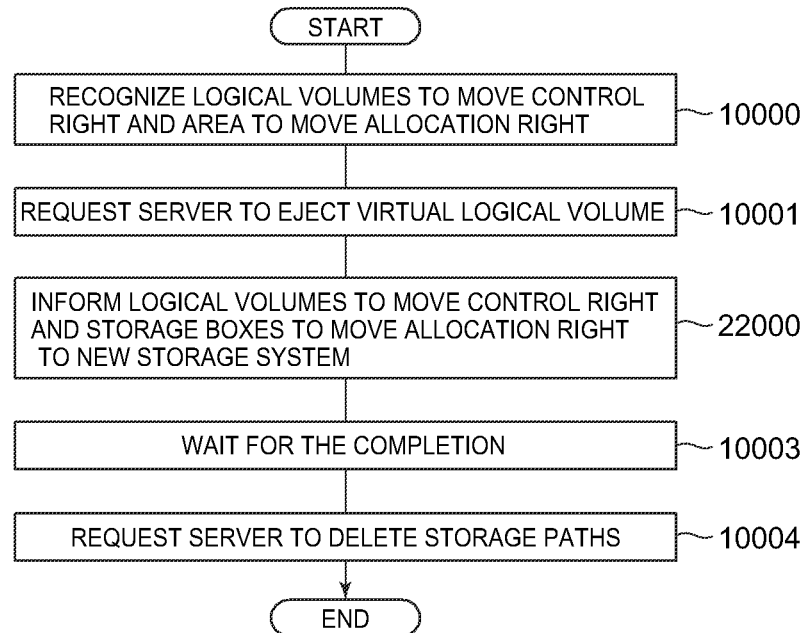 START
RECOGNIZE LOGICAL VOLUMES TO MOVE CONTROL
RIGHT AND AREA TO MOVE ALLOCATION RIGHT
10000
REQUEST SERVER TO EJECT VIRTUAL LOGICAL VOLUME
10001
INFORM LOGICAL VOLUMES TO MOVE CONTROL RIGHT
AND STORAGE BOXES TO MOVE ALLOCATION RIGHT
TO NEW STORAGE SYSTEM
22000
WAIT FOR THE COMPLETION
10003
REQUEST SERVER TO DELETE STORAGE PATHS
10004
END